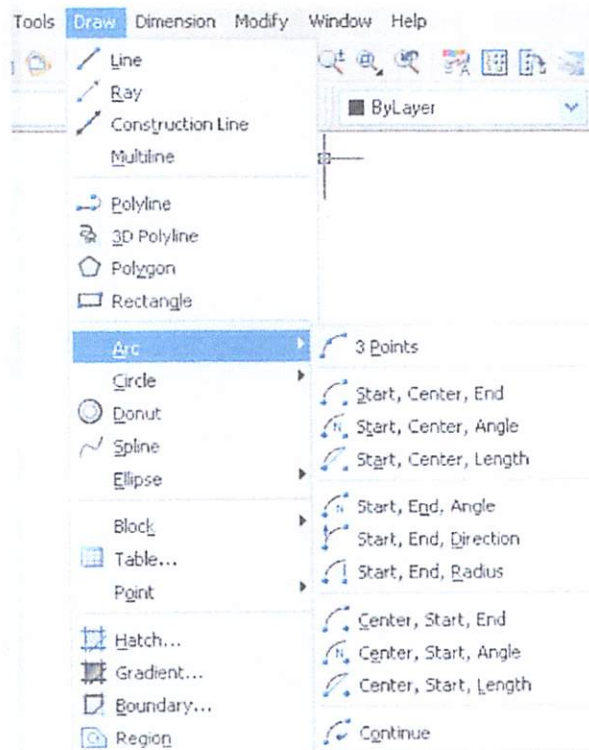 Tools Draw Dimension Modify Window Help
Line
Ray
ByLayer
Construction Line
Multiline
Polyline
3D Polyline
Polygon
Rectangle
Arc
Circle
Donut
Spline
Ellipse
Block
Table...
Point
Hatch...
Gradient...
Boundary...
Region
3 Points
Start, Center, End
Start, Center, Angle
Start, Center, Length
Start, End, Angle
Start, End, Direction
Start, End, Radius
Center, Start, End
Center, Start, Angle
Center, Start, Length
Continue